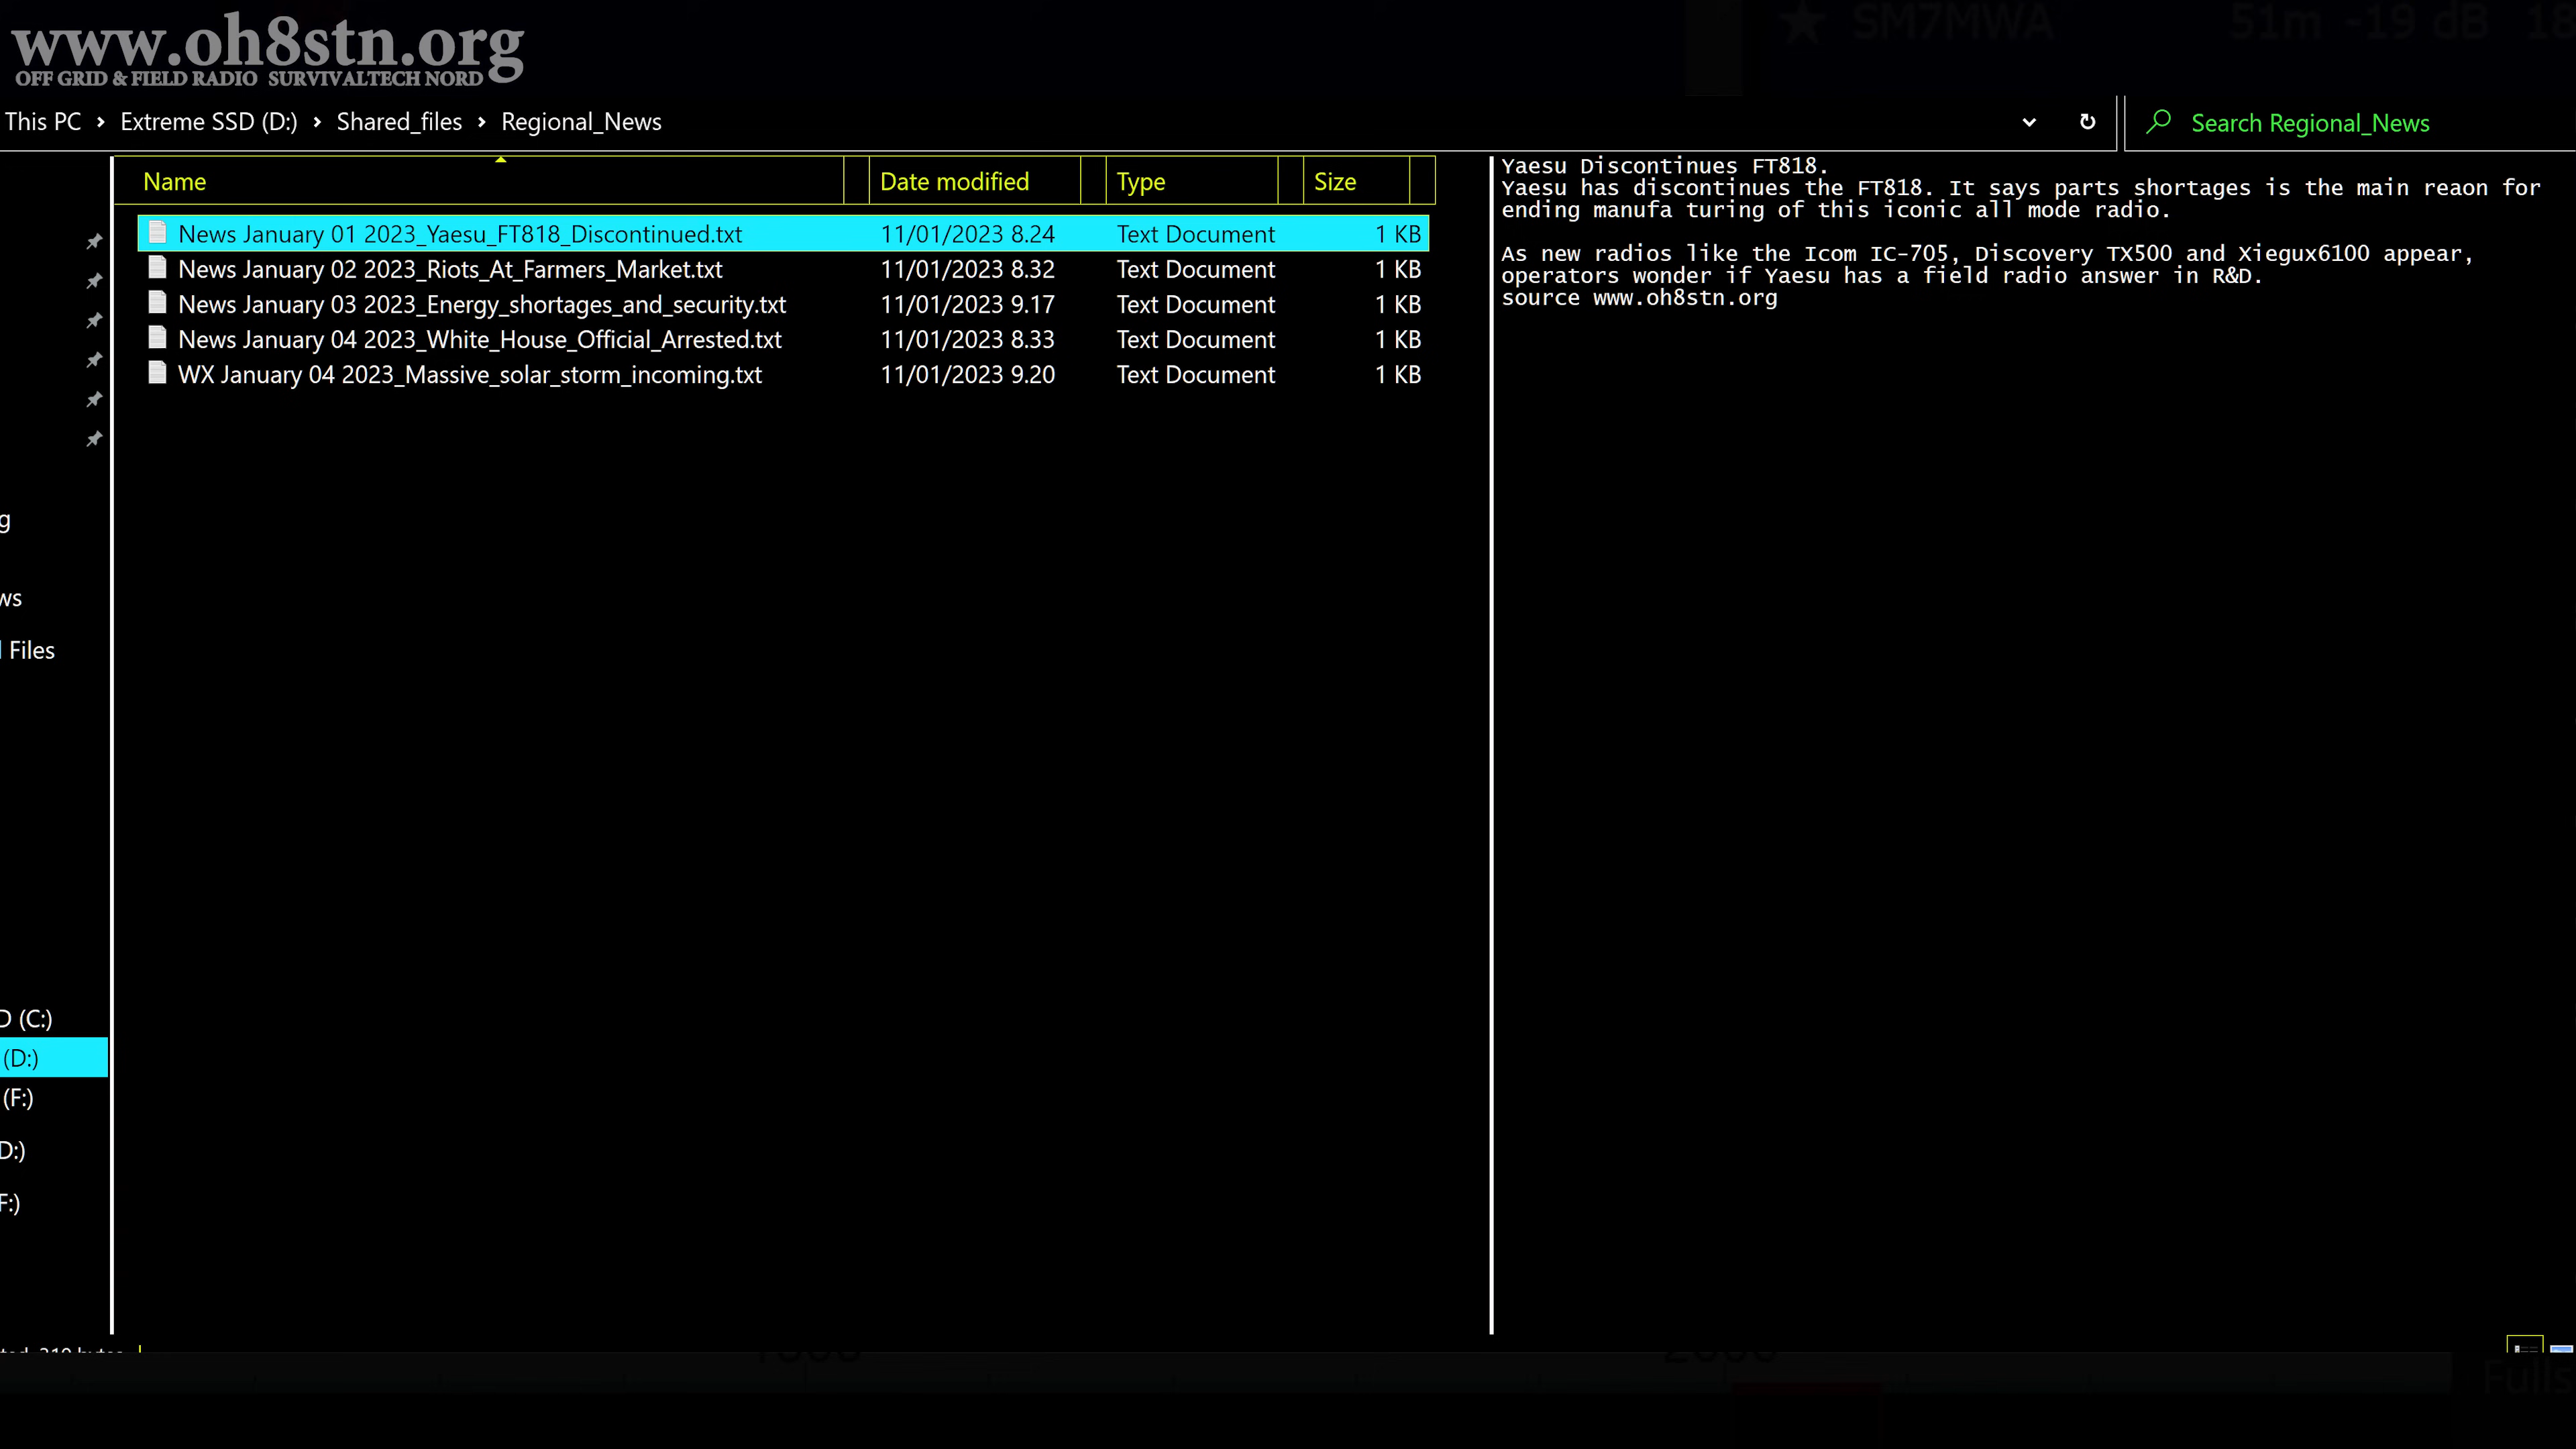 www.oh8stn.org
OFF GRID & FIELD RADIO SURVIVALTECH NORD
SM7MWA 51m -19 dB
This PC > Extreme SSD (D:) > Shared_files > Regional_News
Search Regional_News
Name Date modified Type Size
News January 01 2023_Yaesu_FT818_Discontinued.txt 11/01/2023 8.24 Text Document 1 KB
News January 02 2023_Riots_At_Farmers_Market.txt 11/01/2023 8.32 Text Document 1 KB
News January 03 2023_Energy_shortages_and_security.txt 11/01/2023 9.17 Text Document 1 KB
News January 04 2023_White_House_Official_Arrested.txt 11/01/2023 8.33 Text Document 1 KB
WX January 04 2023_Massive_solar_storm_incoming.txt 11/01/2023 9.20 Text Document 1 KB
Yaesu Discontinues FT818.
Yaesu has discontinues the FT818. It says parts shortages is the main reaon for
ending manufa turing of this iconic all mode radio.
As new radios like the Icom IC-705, Discovery TX500 and Xiegux6100 appear,
operators wonder if Yaesu has a field radio answer in R&D.
source www.oh8stn.org
g
ws
Files
D (C:)
(D:)
(F:)
D:)
F:)